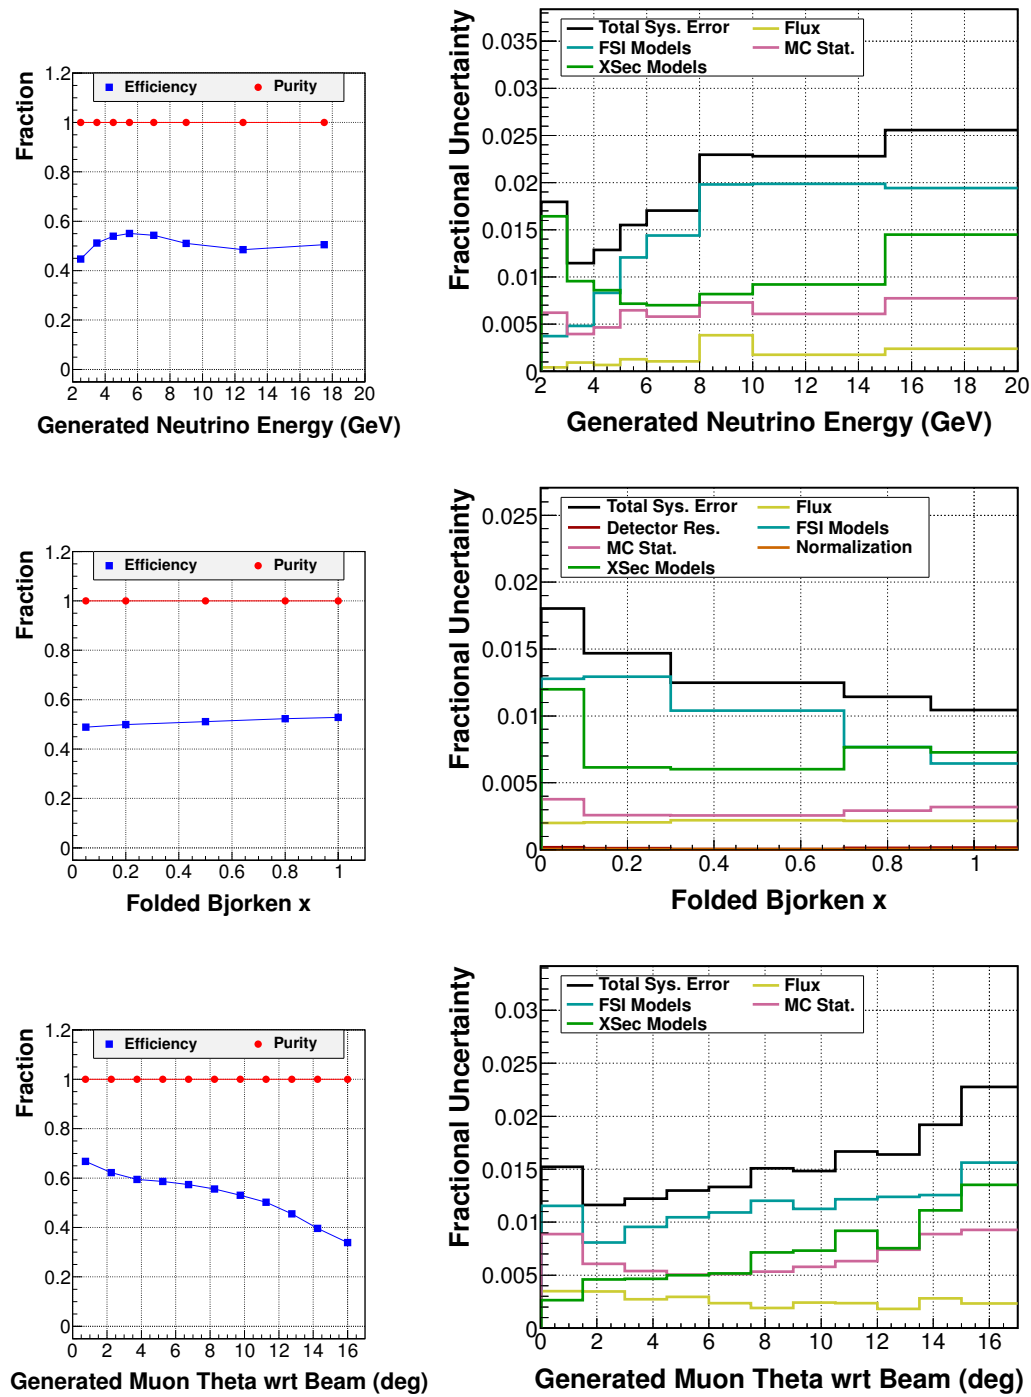 Efficiency Purity
Fraction
1.2
1
0.8
0.6
0.4
0.2
0
2 4 6 8 10 12 14 16 18 20
Generated Neutrino Energy (GeV)
Total Sys. Error Flux
FSI Models MC Stat.
XSec Models
Fractional Uncertainty
0.035
0.03
0.025
0.02
0.015
0.01
0.005
0
2 4 6 8 10 12 14 16 18 20
Generated Neutrino Energy (GeV)
Efficiency Purity
Fraction
1.2
1
0.8
0.6
0.4
0.2
0
0 0.2 0.4 0.6 0.8 1
Folded Bjorken x
Total Sys. Error Flux
Detector Res. FSI Models
MC Stat. Normalization
XSec Models
Fractional Uncertainty
0.025
0.02
0.015
0.01
0.005
0
0 0.2 0.4 0.6 0.8 1
Folded Bjorken x
Efficiency Purity
Fraction
1.2
1
0.8
0.6
0.4
0.2
0
0 2 4 6 8 10 12 14 16
Generated Muon Theta wrt Beam (deg)
Total Sys. Error Flux
FSI Models MC Stat.
XSec Models
Fractional Uncertainty
0.03
0.025
0.02
0.015
0.01
0.005
0
0 2 4 6 8 10 12 14 16
Generated Muon Theta wrt Beam (deg)